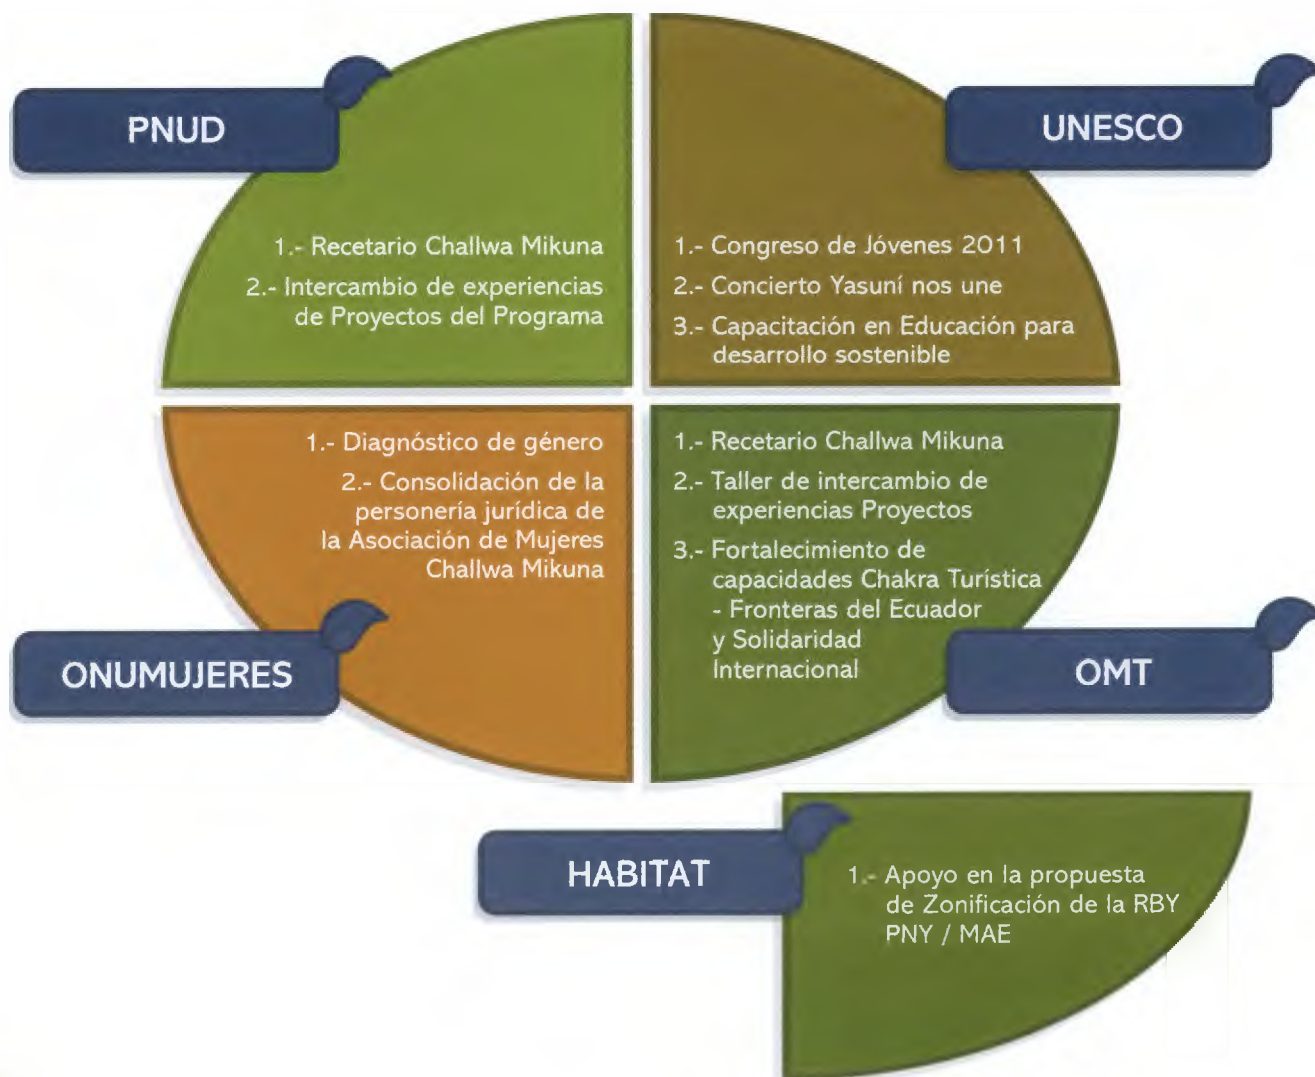 PNUD
1.- Recetario Challwa Mikuna
2.- Intercambio de experiencias
de Proyectos del Programa
UNESCO
1.- Congreso de Jóvenes 2011
2.- Concierto Yasuní nos une
3.- Capacitación en Educación para
desarrollo sostenible
ONUMUJERES
1.- Diagnóstico de género
2.- Consolidación de la
personería jurídica de
la Asociación de Mujeres
Challwa Mikuna
OMT
1.- Recetario Challwa Mikuna
2.- Taller de intercambio de
experiencias Proyectos
3.- Fortalecimiento de
capacidades Chakra Turística
- Fronteras del Ecuador
y Solidaridad
Internacional
HABITAT
1.- Apoyo en la propuesta
de Zonificación de la RBY
PNY / MAE